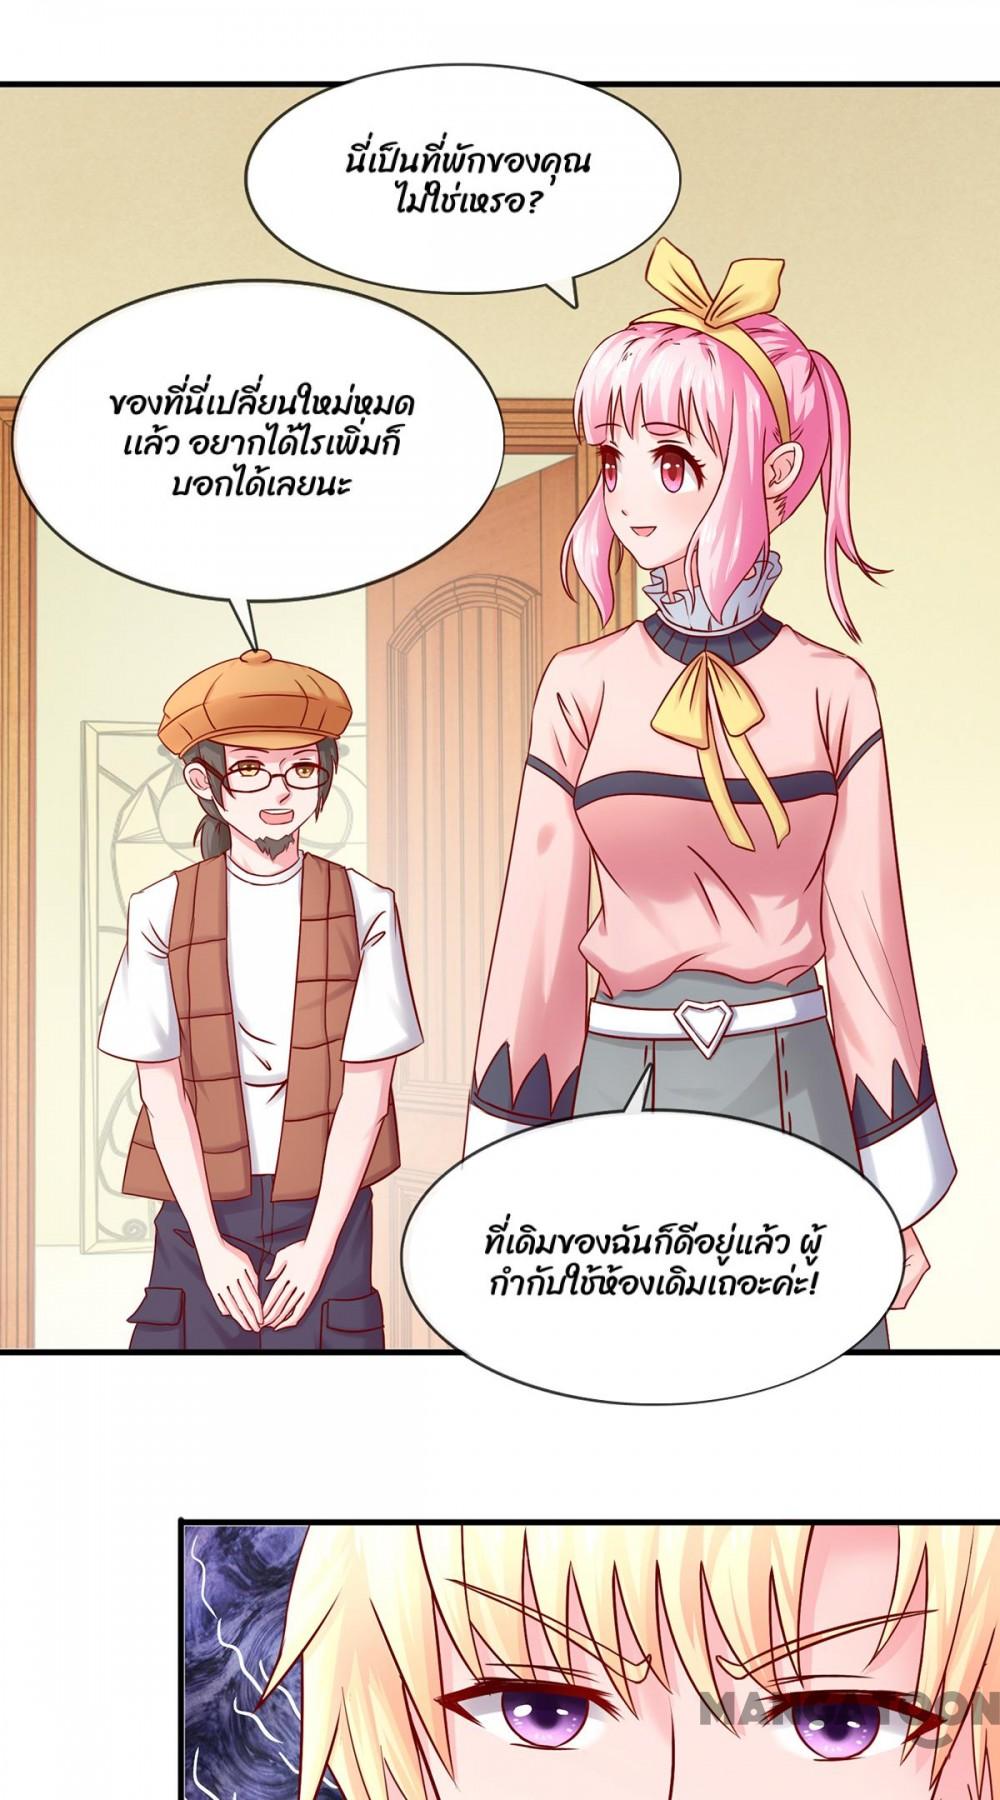 นี่เป็นที่พักของคุณ
ไม่ใช่เหรอ?
ของที่นี่เปลี่ยนใหม่หมด
แล้ว อยากได้ไรเพิ่มก็
บอกได้เลยนะ
ที่เดิมของฉันก็ดีอยู่แล้ว ผู้
กำกับใช้ห้องเดิมเถอะค่ะ!
MANGATOON